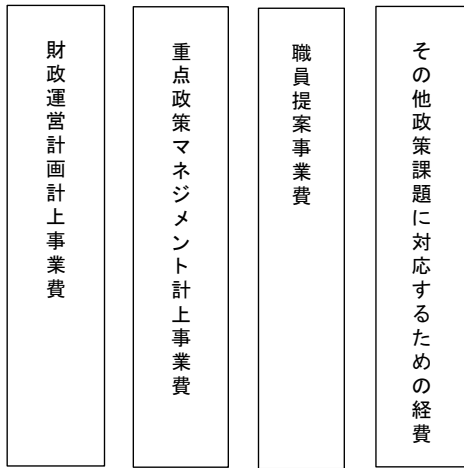 財政運営計画計上事業費
重点政策マネジメント計上事業費
職員提案事業費
その他政策課題に対応するための経費